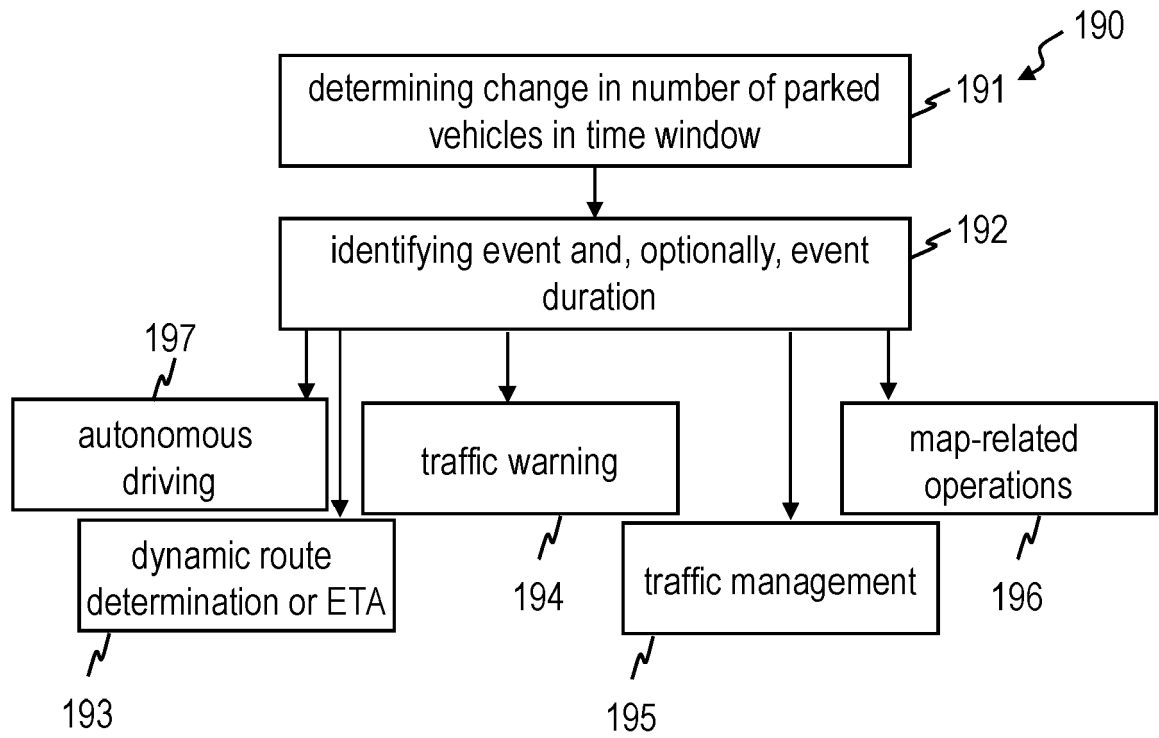 190
determining change in number of parked
vehicles in time window
191
identifying event and, optionally, event
duration
192
197
autonomous
driving
traffic warning
map-related
operations
dynamic route
determination or ETA
194
traffic management
196
193
195